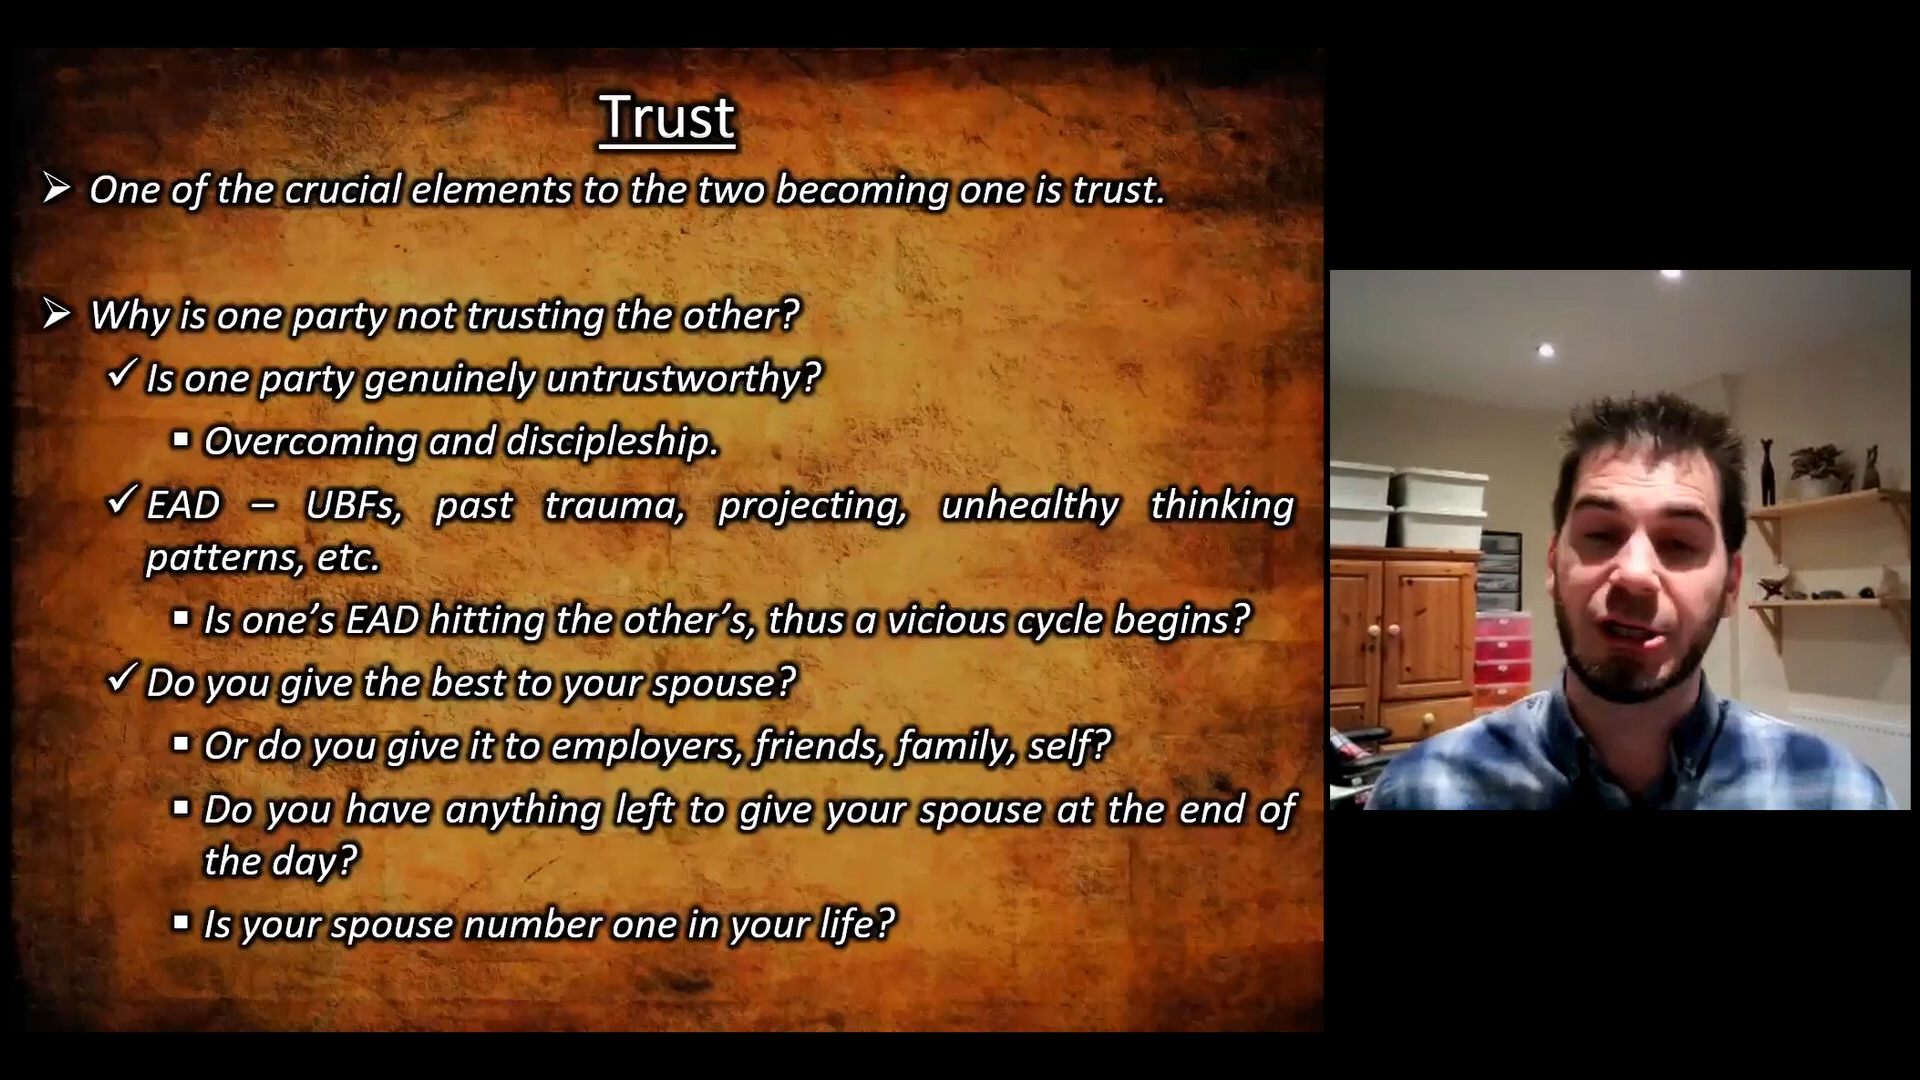 Trust
➢ One of the crucial elements to the two becoming one is trust.
➢ Why is one party not trusting the other?
✓ Is one party genuinely untrustworthy?
▪ Overcoming and discipleship.
✓ EAD – UBFs, past trauma, projecting, unhealthy thinking
patterns, etc.
▪ Is one’s EAD hitting the other’s, thus a vicious cycle begins?
✓ Do you give the best to your spouse?
▪ Or do you give it to employers, friends, family, self?
▪ Do you have anything left to give your spouse at the end of
the day?
▪ Is your spouse number one in your life?